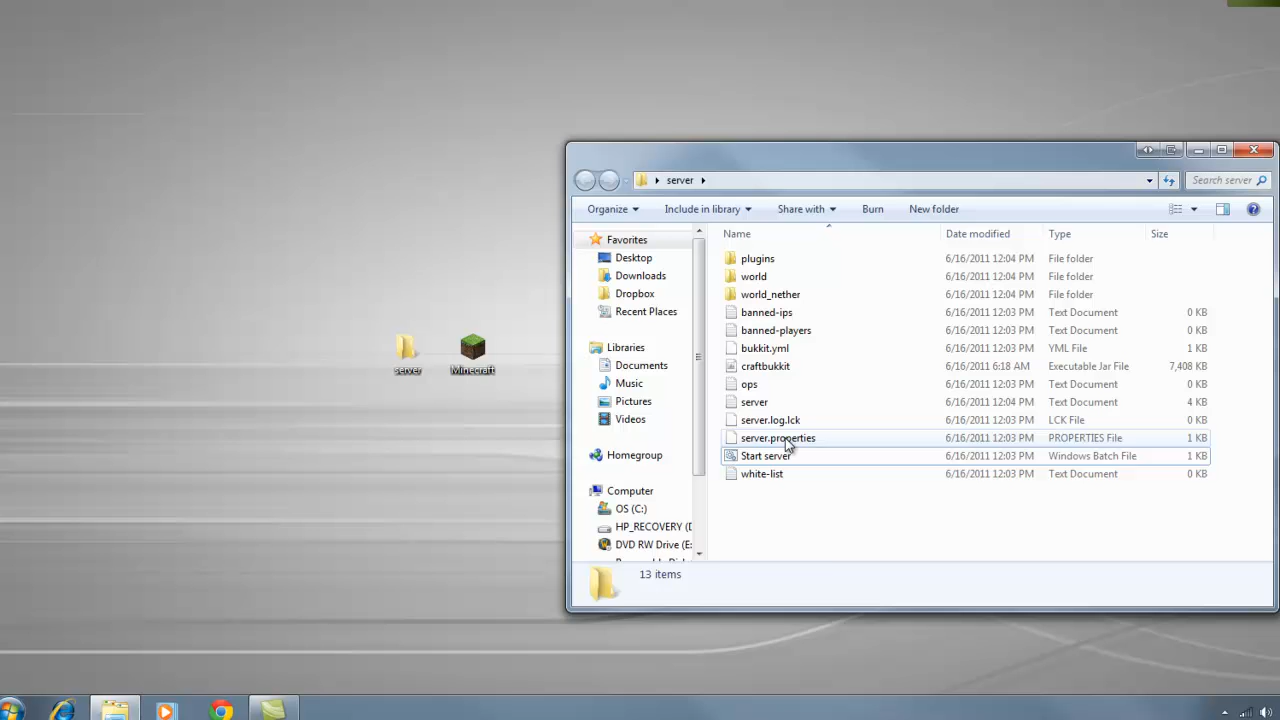 server
Search server
Organize
Include in library
Share with
Burn
New folder
Name
Date modified
Type
Size
Favorites
Desktop
Downloads
Dropbox
Recent Places
Libraries
Documents
Music
Pictures
Videos
Homegroup
Computer
OS (C:)
HP_RECOVERY (D
DVD RW Drive (E:
plugins 6/16/2011 12:04 PM File folder
world 6/16/2011 12:04 PM File folder
world_nether 6/16/2011 12:04 PM File folder
banned-ips 6/16/2011 12:03 PM Text Document 0 KB
banned-players 6/16/2011 12:03 PM Text Document 0 KB
bukkit.yml 6/16/2011 12:03 PM YML File 1 KB
craftbukkit 6/16/2011 6:18 AM Executable Jar File 7,408 KB
ops 6/16/2011 12:03 PM Text Document 0 KB
server 6/16/2011 12:04 PM Text Document 4 KB
server.log.lck 6/16/2011 12:03 PM LCK File 0 KB
server.properties 6/16/2011 12:03 PM PROPERTIES File 1 KB
Start server 6/16/2011 12:03 PM Windows Batch File 1 KB
white-list 6/16/2011 12:03 PM Text Document 0 KB
13 items
server
Minecraft